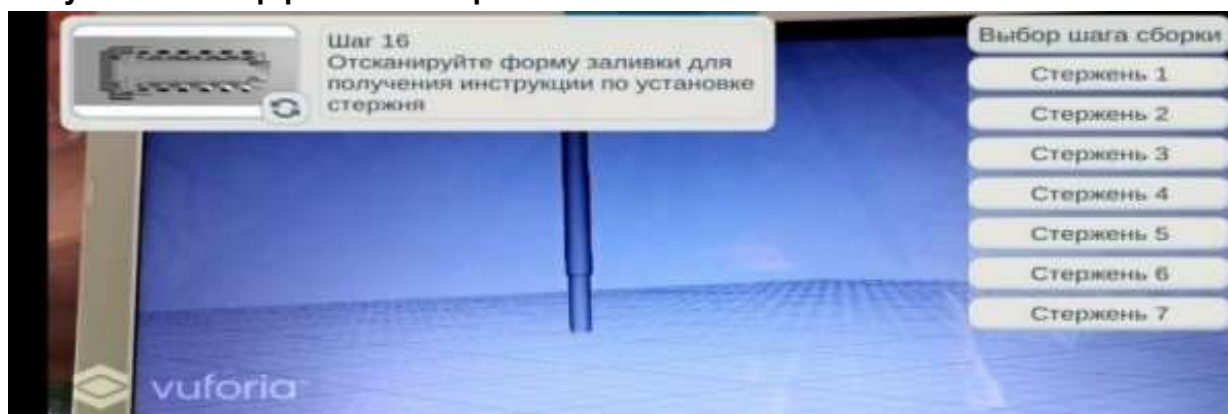 Шаг 16
Отсканируйте форму заливки для
получения инструкции по установке
стержня
Выбор шага сборки
Стержень 1
Стержень 2
Стержень 3
Стержень 4
Стержень 5
Стержень 6
Стержень 7
vuforia